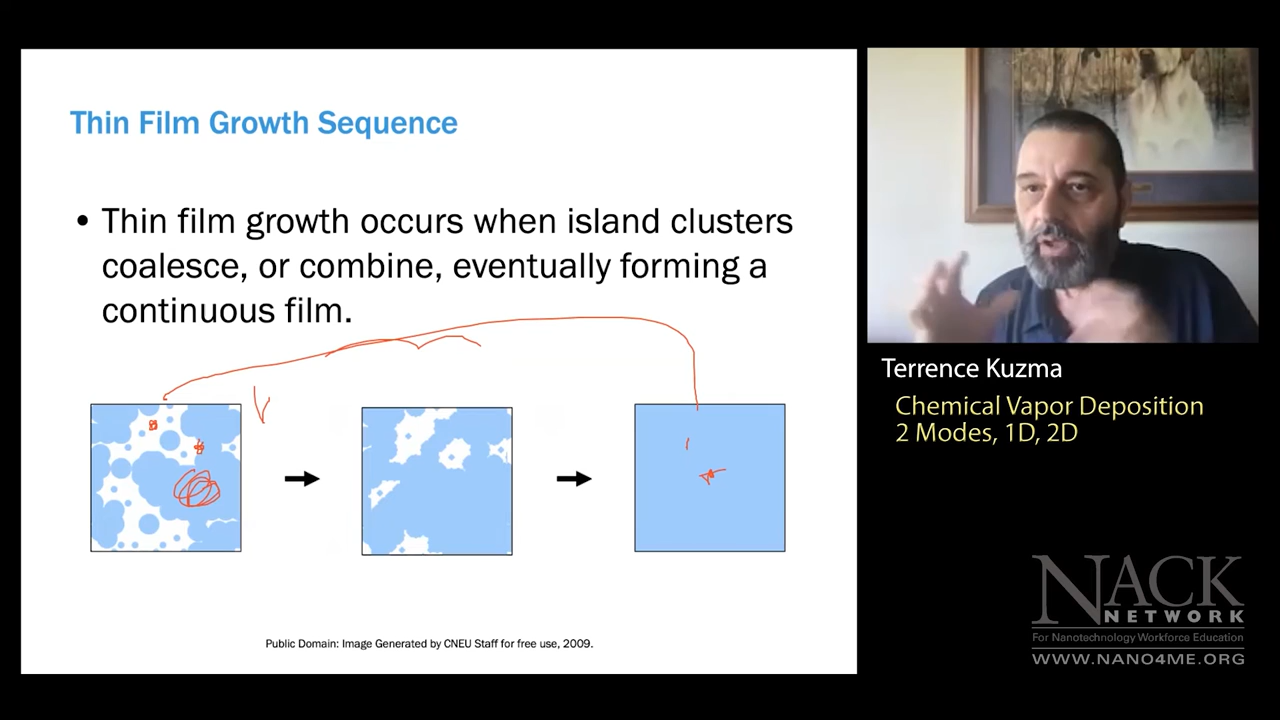 Thin Film Growth Sequence
• Thin film growth occurs when island clusters
coalesce, or combine, eventually forming a
continuous film.
Public Domain: Image Generated by CNEU Staff for free use, 2009.
Terrence Kuzma
Chemical Vapor Deposition
2 Modes, 1D, 2D
NACK
NETWORK
For Nanotechnology Workforce Education
WWW.NANO4ME.ORG